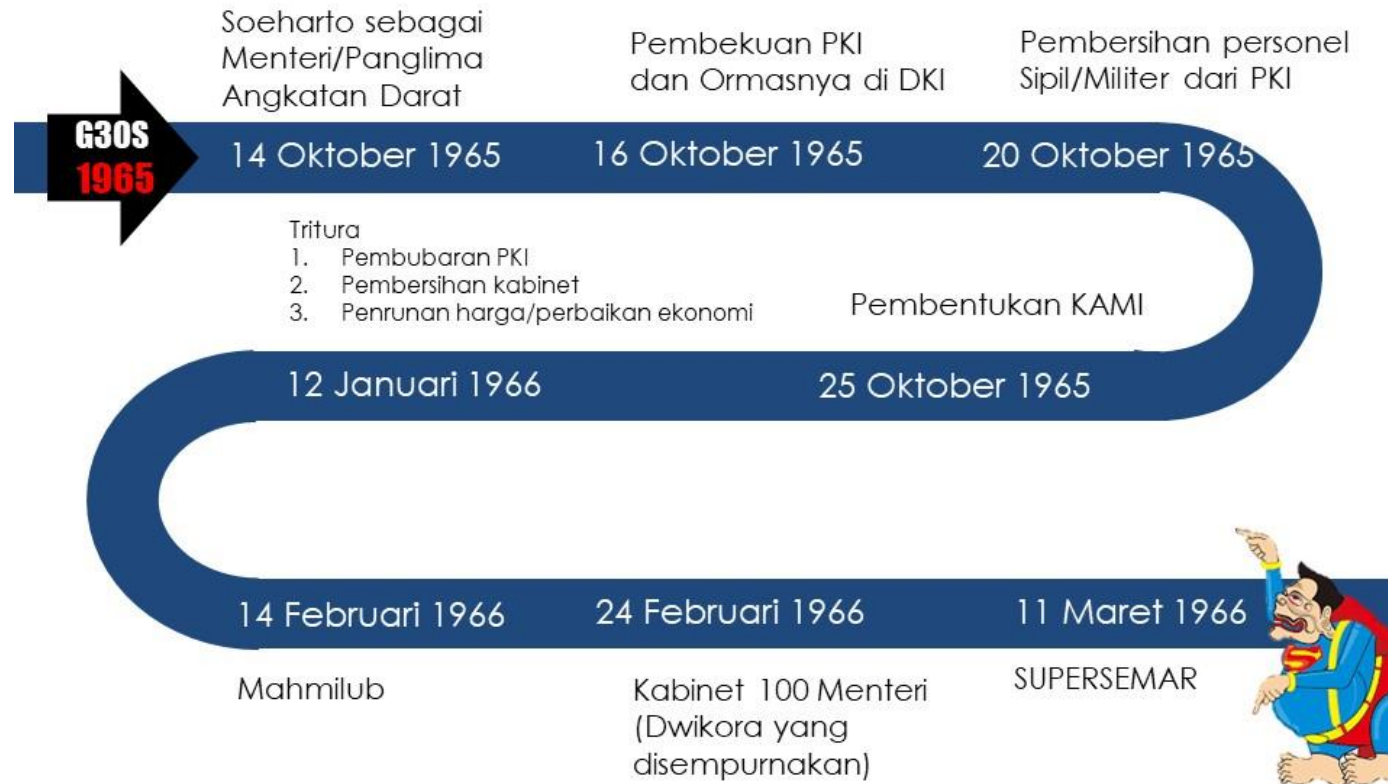 Soeharto sebagai
Menteri/Panglima
Angkatan Darat
Pembekuan PKI
dan Ormasnya di DKI
Pembersihan personel
Sipil/Militer dari PKI
G30S
1965
14 Oktober 1965
16 Oktober 1965
20 Oktober 1965
Tritura
1. Pembubaran PKI
2. Pembersihan kabinet
3. Penrunan harga/perbaikan ekonomi
Pembentukan KAMI
12 Januari 1966
25 Oktober 1965
14 Februari 1966
24 Februari 1966
11 Maret 1966
Mahmilub
Kabinet 100 Menteri
(Dwikora yang
disempurnakan)
SUPERSEMAR
S